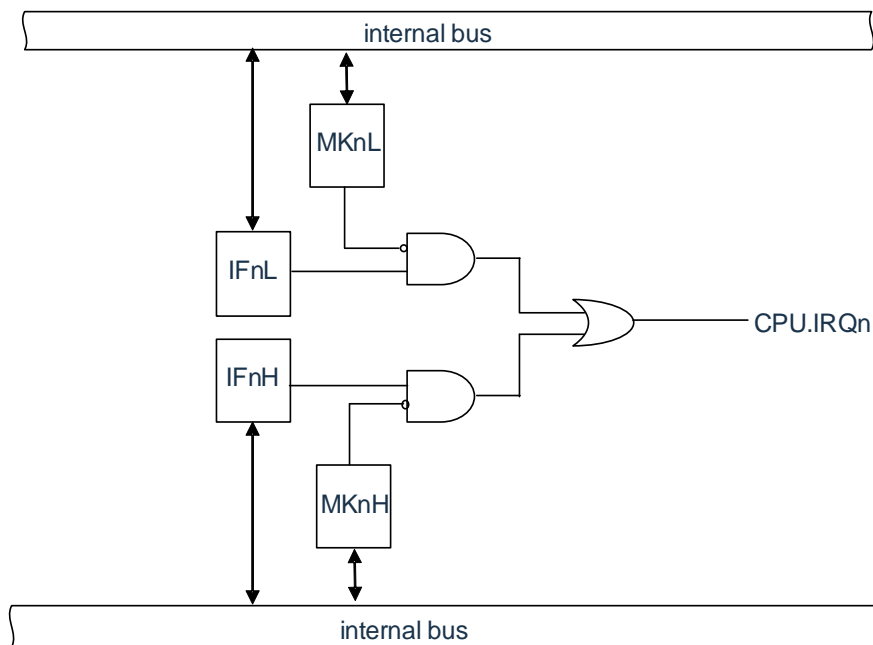 internal bus
MKnL
IFnL
CPU.IRQn
IFnH
MKnH
internal bus